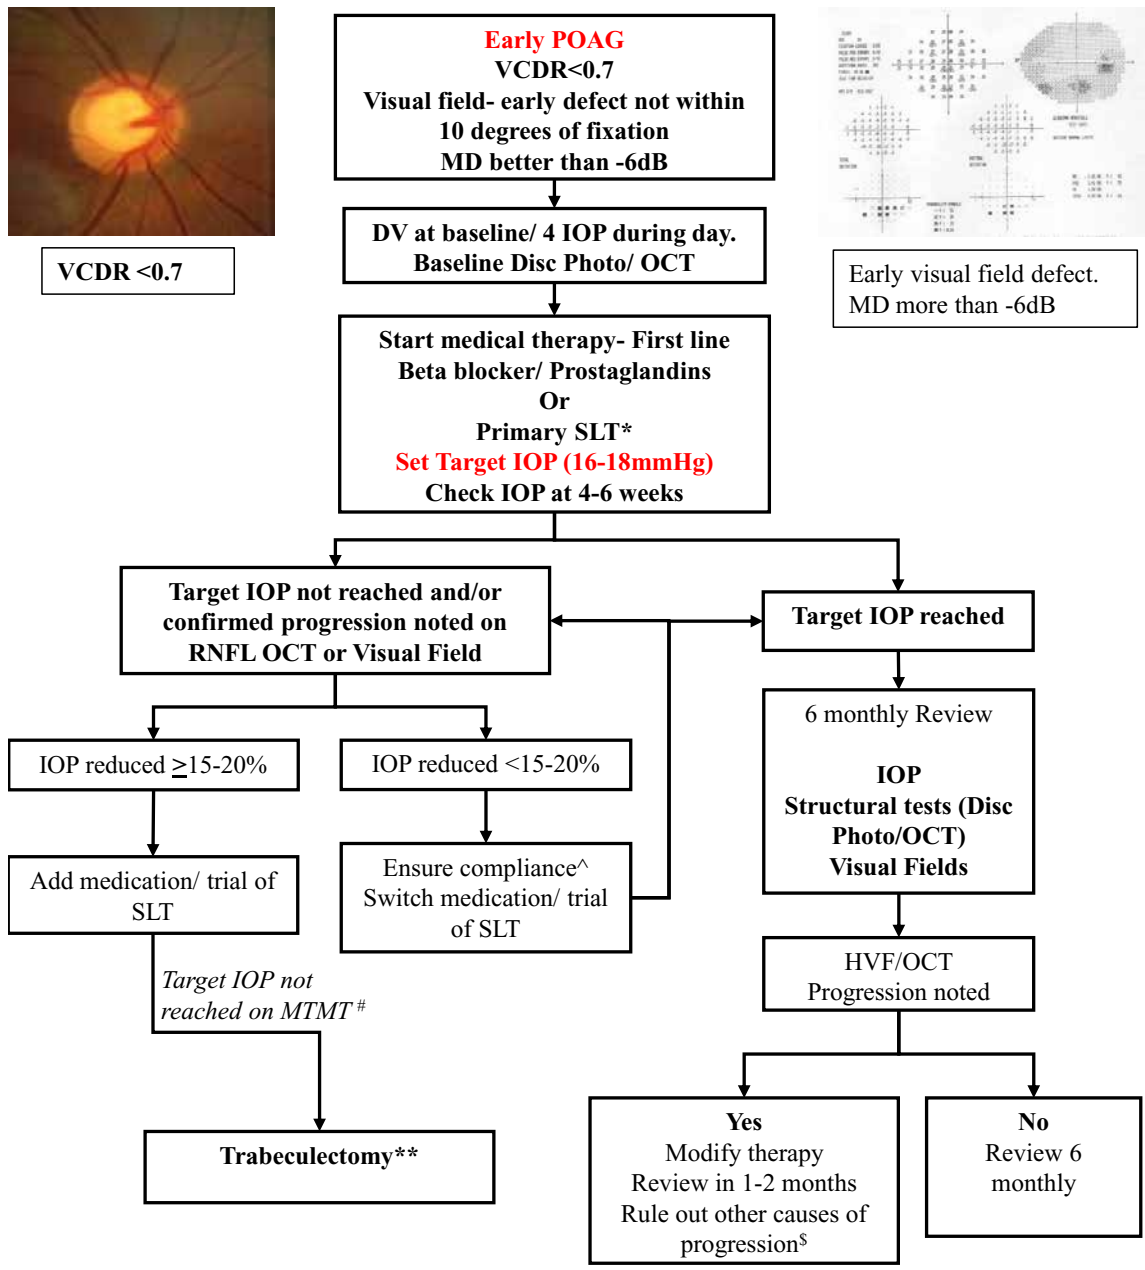 Early POAG
VCDR<0.7
Visual field- early defect not within
10 degrees of fixation
MD better than -6dB
VCDR <0.7
DV at baseline/ 4 IOP during day.
Baseline Disc Photo/ OCT
Early visual field defect.
MD more than -6dB
Start medical therapy- First line
Beta blocker/ Prostaglandins
Or
Primary SLT*
Set Target IOP (16-18mmHg)
Check IOP at 4-6 weeks
Target IOP not reached and/or
confirmed progression noted on
RNFL OCT or Visual Field
Target IOP reached
IOP reduced ≥15-20%
IOP reduced <15-20%
6 monthly Review
IOP
Structural tests (Disc
Photo/OCT)
Visual Fields
Add medication/ trial of
SLT
Ensure compliance^
Switch medication/ trial
of SLT
Target IOP not
reached on MTMT #
HVF/OCT
Progression noted
Trabeculectomy**
Yes
Modify therapy
Review in 1-2 months
Rule out other causes of
progression$
No
Review 6
monthly